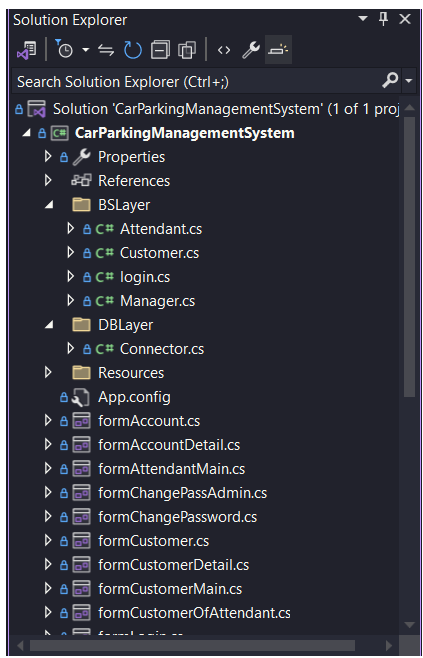 Solution Explorer
Search Solution Explorer (Ctrl+;)
Solution 'CarParkingManagementSystem' (1 of 1 proj
C# CarParkingManagementSystem
Properties
References
BSLayer
C# Attendant.cs
C# Customer.cs
C# login.cs
C# Manager.cs
DBLayer
C# Connector.cs
Resources
App.config
formAccount.cs
formAccountDetail.cs
formAttendantMain.cs
formChangePassAdmin.cs
formChangePassword.cs
formCustomer.cs
formCustomerDetail.cs
formCustomerMain.cs
formCustomerOfAttendant.cs